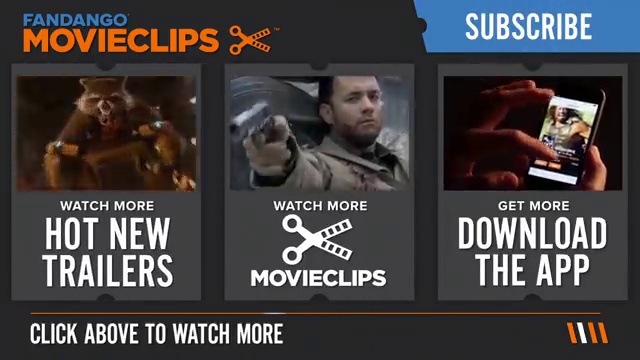 FANDANGO
MOVIECLIPS
SUBSCRIBE
WATCH MORE
HOT NEW
TRAILERS
WATCH MORE
MOVIECLIPS
GET MORE
DOWNLOAD
THE APP
CLICK ABOVE TO WATCH MORE